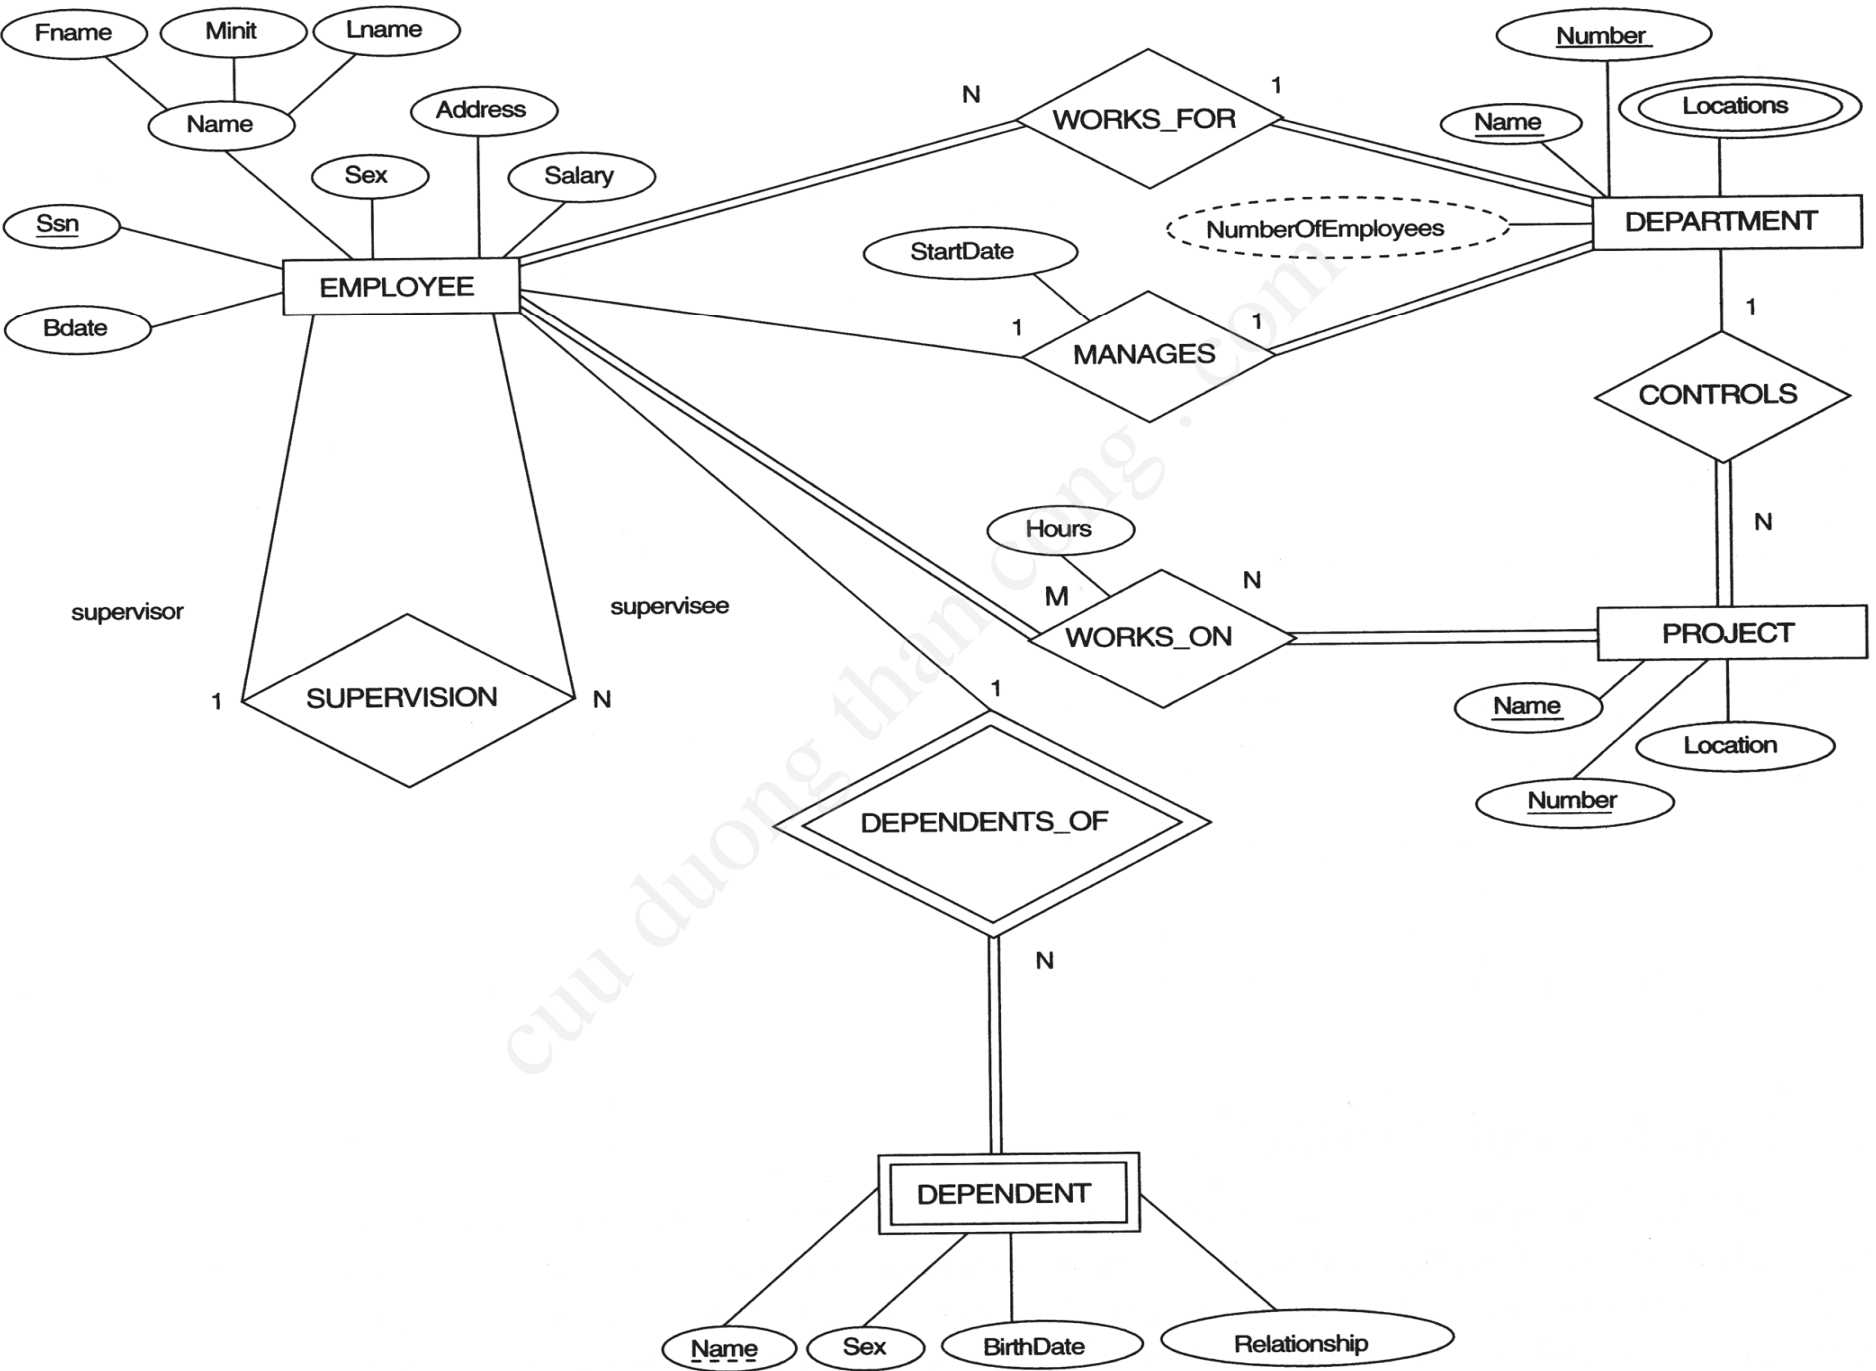 Fname
Minit
Lname
Number
Name
Address
N
1
WORKS_FOR
Name
Locations
Sex
Salary
Ssn
NumberOfEmployees
DEPARTMENT
StartDate
EMPLOYEE
Bdate
1
1
1
MANAGES
CONTROLS
Hours
N
M
N
supervisor
supervisee
WORKS_ON
PROJECT
1
SUPERVISION
N
1
Name
Location
Number
DEPENDENTS_OF
N
DEPENDENT
Name
Sex
BirthDate
Relationship
cuu duong than cong . com